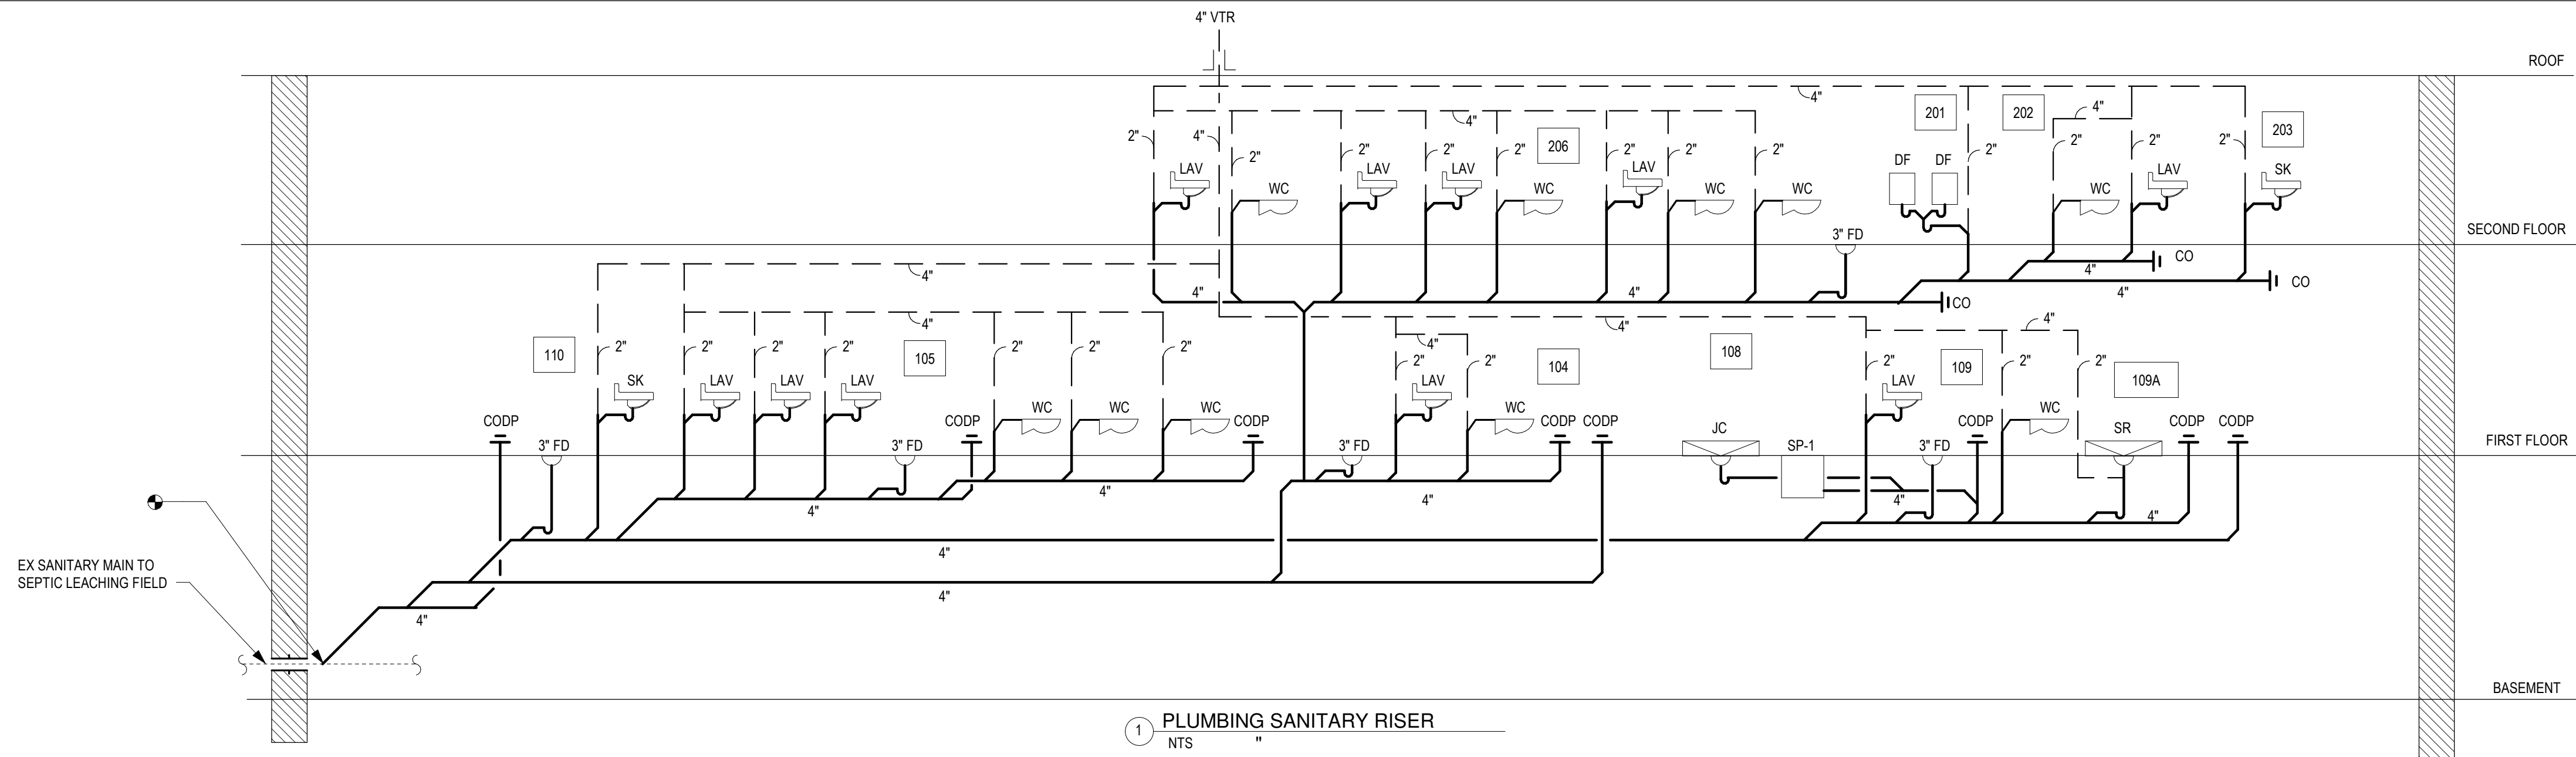 4" VTR
ROOF
4"
201
202
4"
203
4"
2"
4"
2"
2"
2"
2"
206
2"
2"
2"
DF
DF
2"
2"
2"
2"
LAV
WC
LAV
LAV
WC
LAV
WC
WC
WC
LAV
SK
SECOND FLOOR
3" FD
CO
4"
4"
4"
4"
4"
CO
CO
4"
4"
4"
4"
110
2"
2"
2"
2"
105
2"
2"
2"
2"
2"
104
108
2"
109
2"
2"
109A
SK
LAV
LAV
LAV
WC
WC
WC
LAV
WC
LAV
WC
CODP
3" FD
3" FD
CODP
CODP
3" FD
CODP
CODP
JC
SP-1
3" FD
CODP
SR
CODP
CODP
FIRST FLOOR
4"
4"
4"
4"
4"
4"
EX SANITARY MAIN TO
SEPTIC LEACHING FIELD
4"
4"
BASEMENT
1
PLUMBING SANITARY RISER
NTS "